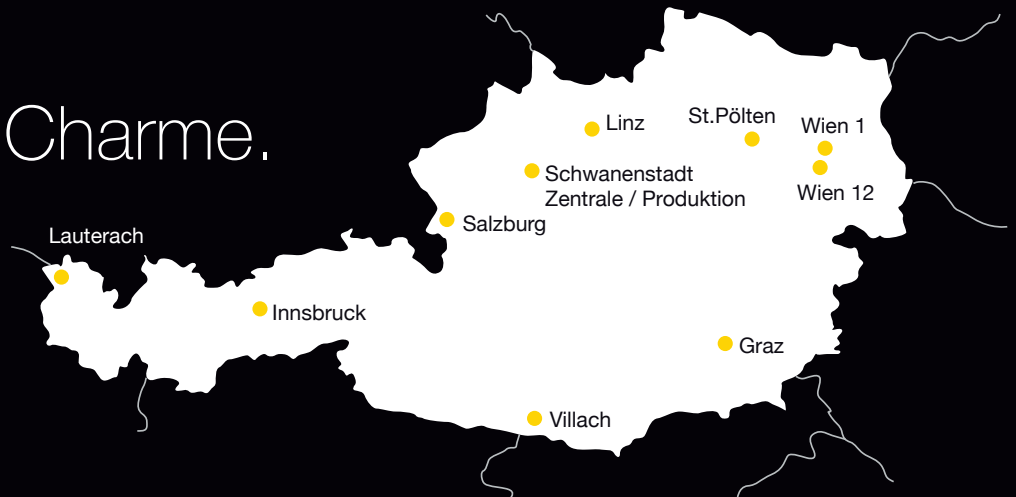 Charme.
Linz
St.Pölten
Wien 1
Schwanenstadt
Zentrale / Produktion
Wien 12
Salzburg
Lauterach
Innsbruck
Graz
Villach